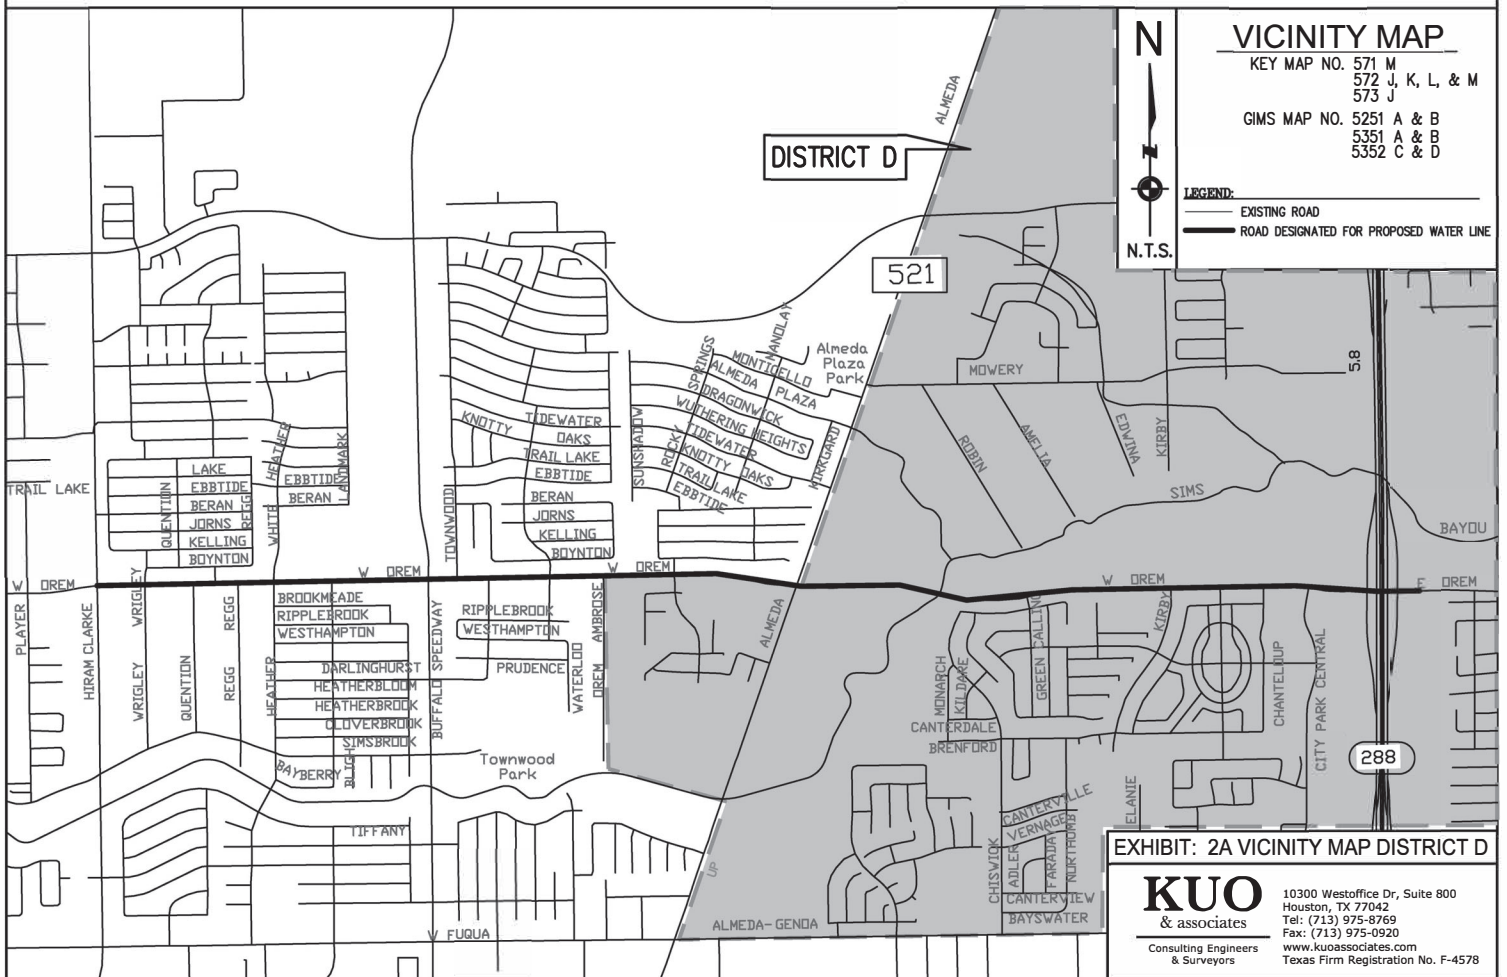 N
N.T.S.
VICINITY MAP
KEY MAP NO. 571 M
572 J, K, L, & M
573 J
GIMS MAP NO. 5251 A & B
5351 A & B
5352 C & D
LEGEND:
EXISTING ROAD
ROAD DESIGNATED FOR PROPOSED WATER LINE
ALMEDA
DISTRICT D
521
5.8
Almeda
Plaza
Park
MANOLAY
SPRINGS
MONTICELLO
ALMEDA PLAZA
DRAGONWICK
WUTHERING HEIGHTS
TIDEWATER
KNOTTY OAKS
TRAIL LAKE
EBBTIDE
ROCKY
SUNSHADOW
KIRKGARD
MOWERY
ROBIN
AMELIA
EDWINA
KIRBY
SIMS
BAYOU
KNOTTY
TIDEWATER
OAKS
TRAIL LAKE
EBBTIDE
BERAN
JORNS
KELLING
BOYNTON
TOWNWOOD
HEATHER
LANDMARK
EBBTIDE
BERAN
WHITE
TRAIL LAKE
LAKE
EBBTIDE
BERAN
JORNS
KELLING
BOYNTON
QUENTION
REGG
W OREM
W OREM
W OREM
W OREM
E OREM
PLAYER
HIRAM CLARKE
WRIGLEY
WRIGLEY
QUENTION
REGG
REGG
HEATHER
BROOKMEADE
RIPPLEBROOK
WESTHAMPTON
DARLINGHURST
HEATHERBLOOM
HEATHERBROOK
CLOVERBROOK
SIMSBROOK
BAYBERRY
BLIGH
BUFFALO SPEEDWAY
RIPPLEBROOK
WESTHAMPTON
PRUDENCE
WATERLOO
OREM AMBROSE
ALMEDA
Townwood
Park
TIFFANY
W FUQUA
UP
ALMEDA-GENOA
MONARCH
KILDARE
GREEN CALLING
KIRBY
CANTERDALE
BRENFORD
CHANTELOUP
CITY PARK CENTRAL
288
CANTERVILLE
VERNAGE
CHISWICK
ADLER
FARADAY
NORTHUMB
ELANIE
CANTERVIEW
BAYSWATER
EXHIBIT: 2A VICINITY MAP DISTRICT D
KUO
& associates
Consulting Engineers
& Surveyors
10300 Westoffice Dr, Suite 800
Houston, TX 77042
Tel: (713) 975-8769
Fax: (713) 975-0920
www.kuoassociates.com
Texas Firm Registration No. F-4578